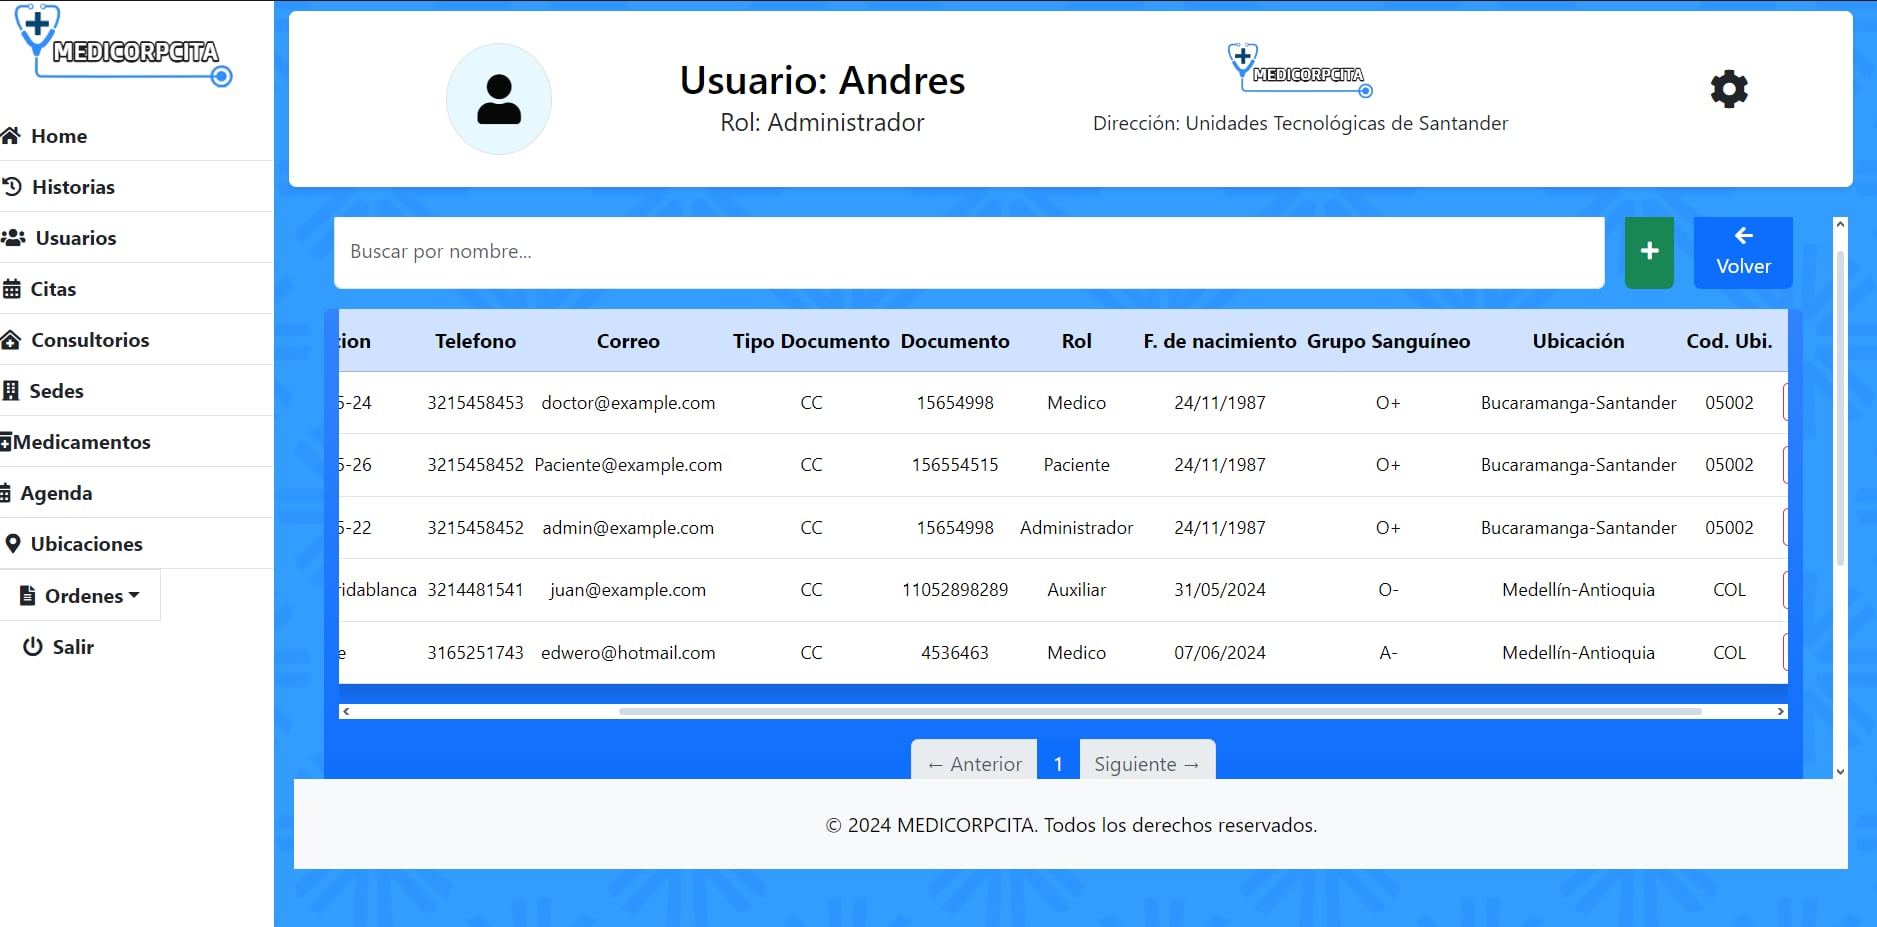 MEDICORPCITA
Home
Historias
Usuarios
Citas
Consultorios
Sedes
Medicamentos
Agenda
Ubicaciones
Ordenes
Salir
Usuario: Andres
Rol: Administrador
MEDICORPCITA
Dirección: Unidades Tecnológicas de Santander
Buscar por nombre...
+
← Volver
cion Telefono Correo Tipo Documento Documento Rol F. de nacimiento Grupo Sanguíneo Ubicación Cod. Ubi.
5-24 3215458453 doctor@example.com CC 15654998 Medico 24/11/1987 O+ Bucaramanga-Santander 05002
5-26 3215458452 Paciente@example.com CC 156554515 Paciente 24/11/1987 O+ Bucaramanga-Santander 05002
5-22 3215458452 admin@example.com CC 15654998 Administrador 24/11/1987 O+ Bucaramanga-Santander 05002
ridablanca 3214481541 juan@example.com CC 11052898289 Auxiliar 31/05/2024 O- Medellín-Antioquia COL
e 3165251743 edwero@hotmail.com CC 4536463 Medico 07/06/2024 A- Medellín-Antioquia COL
← Anterior 1 Siguiente →
© 2024 MEDICORPCITA. Todos los derechos reservados.